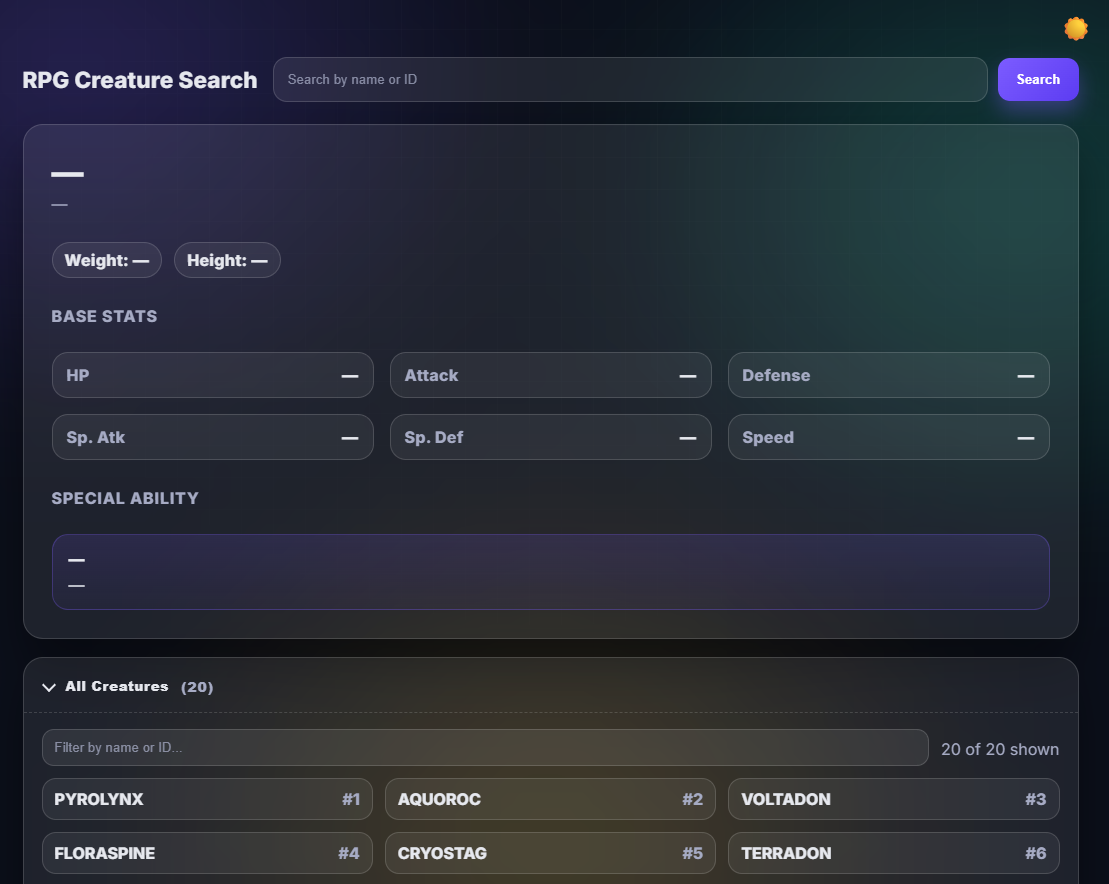 RPG Creature Search
Search by name or ID
Search
—
—
Weight: —
Height: —
BASE STATS
HP —
Attack —
Defense —
Sp. Atk —
Sp. Def —
Speed —
SPECIAL ABILITY
—
—
All Creatures (20)
Filter by name or ID...
20 of 20 shown
PYROLYNX #1
AQUOROC #2
VOLTADON #3
FLORASPINE #4
CRYOSTAG #5
TERRADON #6